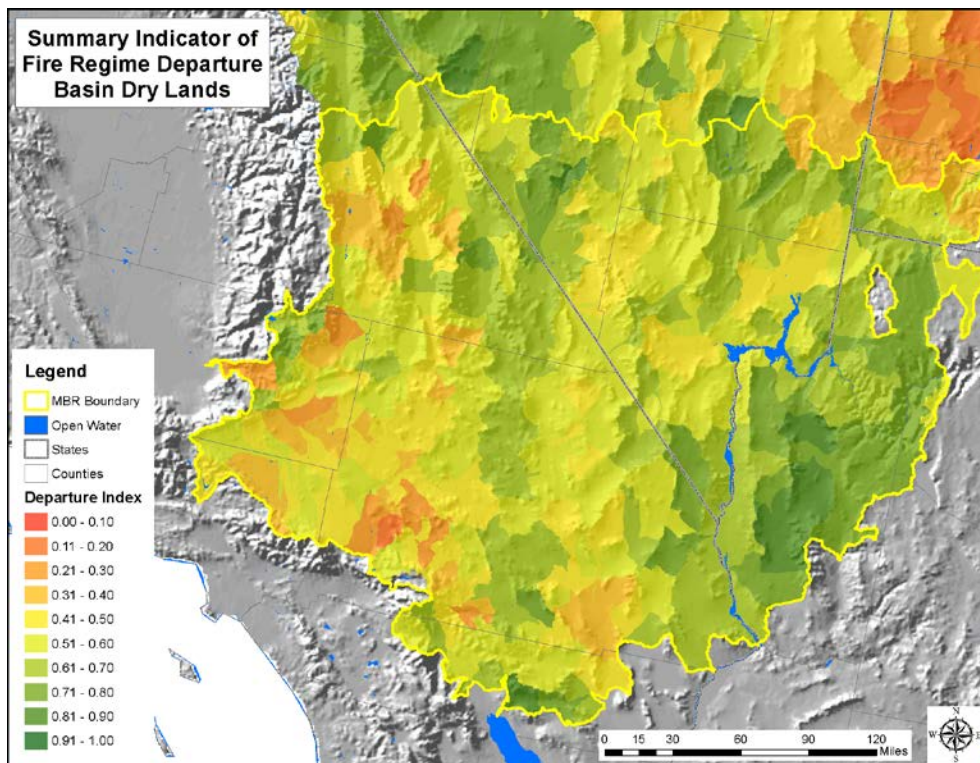 Summary Indicator of
Fire Regime Departure
Basin Dry Lands
Legend
MBR Boundary
Open Water
States
Counties
Departure Index
0.00 - 0.10
0.11 - 0.20
0.21 - 0.30
0.31 - 0.40
0.41 - 0.50
0.51 - 0.60
0.61 - 0.70
0.71 - 0.80
0.81 - 0.90
0.91 - 1.00
0 15 30 60 90 120
Miles
N
W E
S